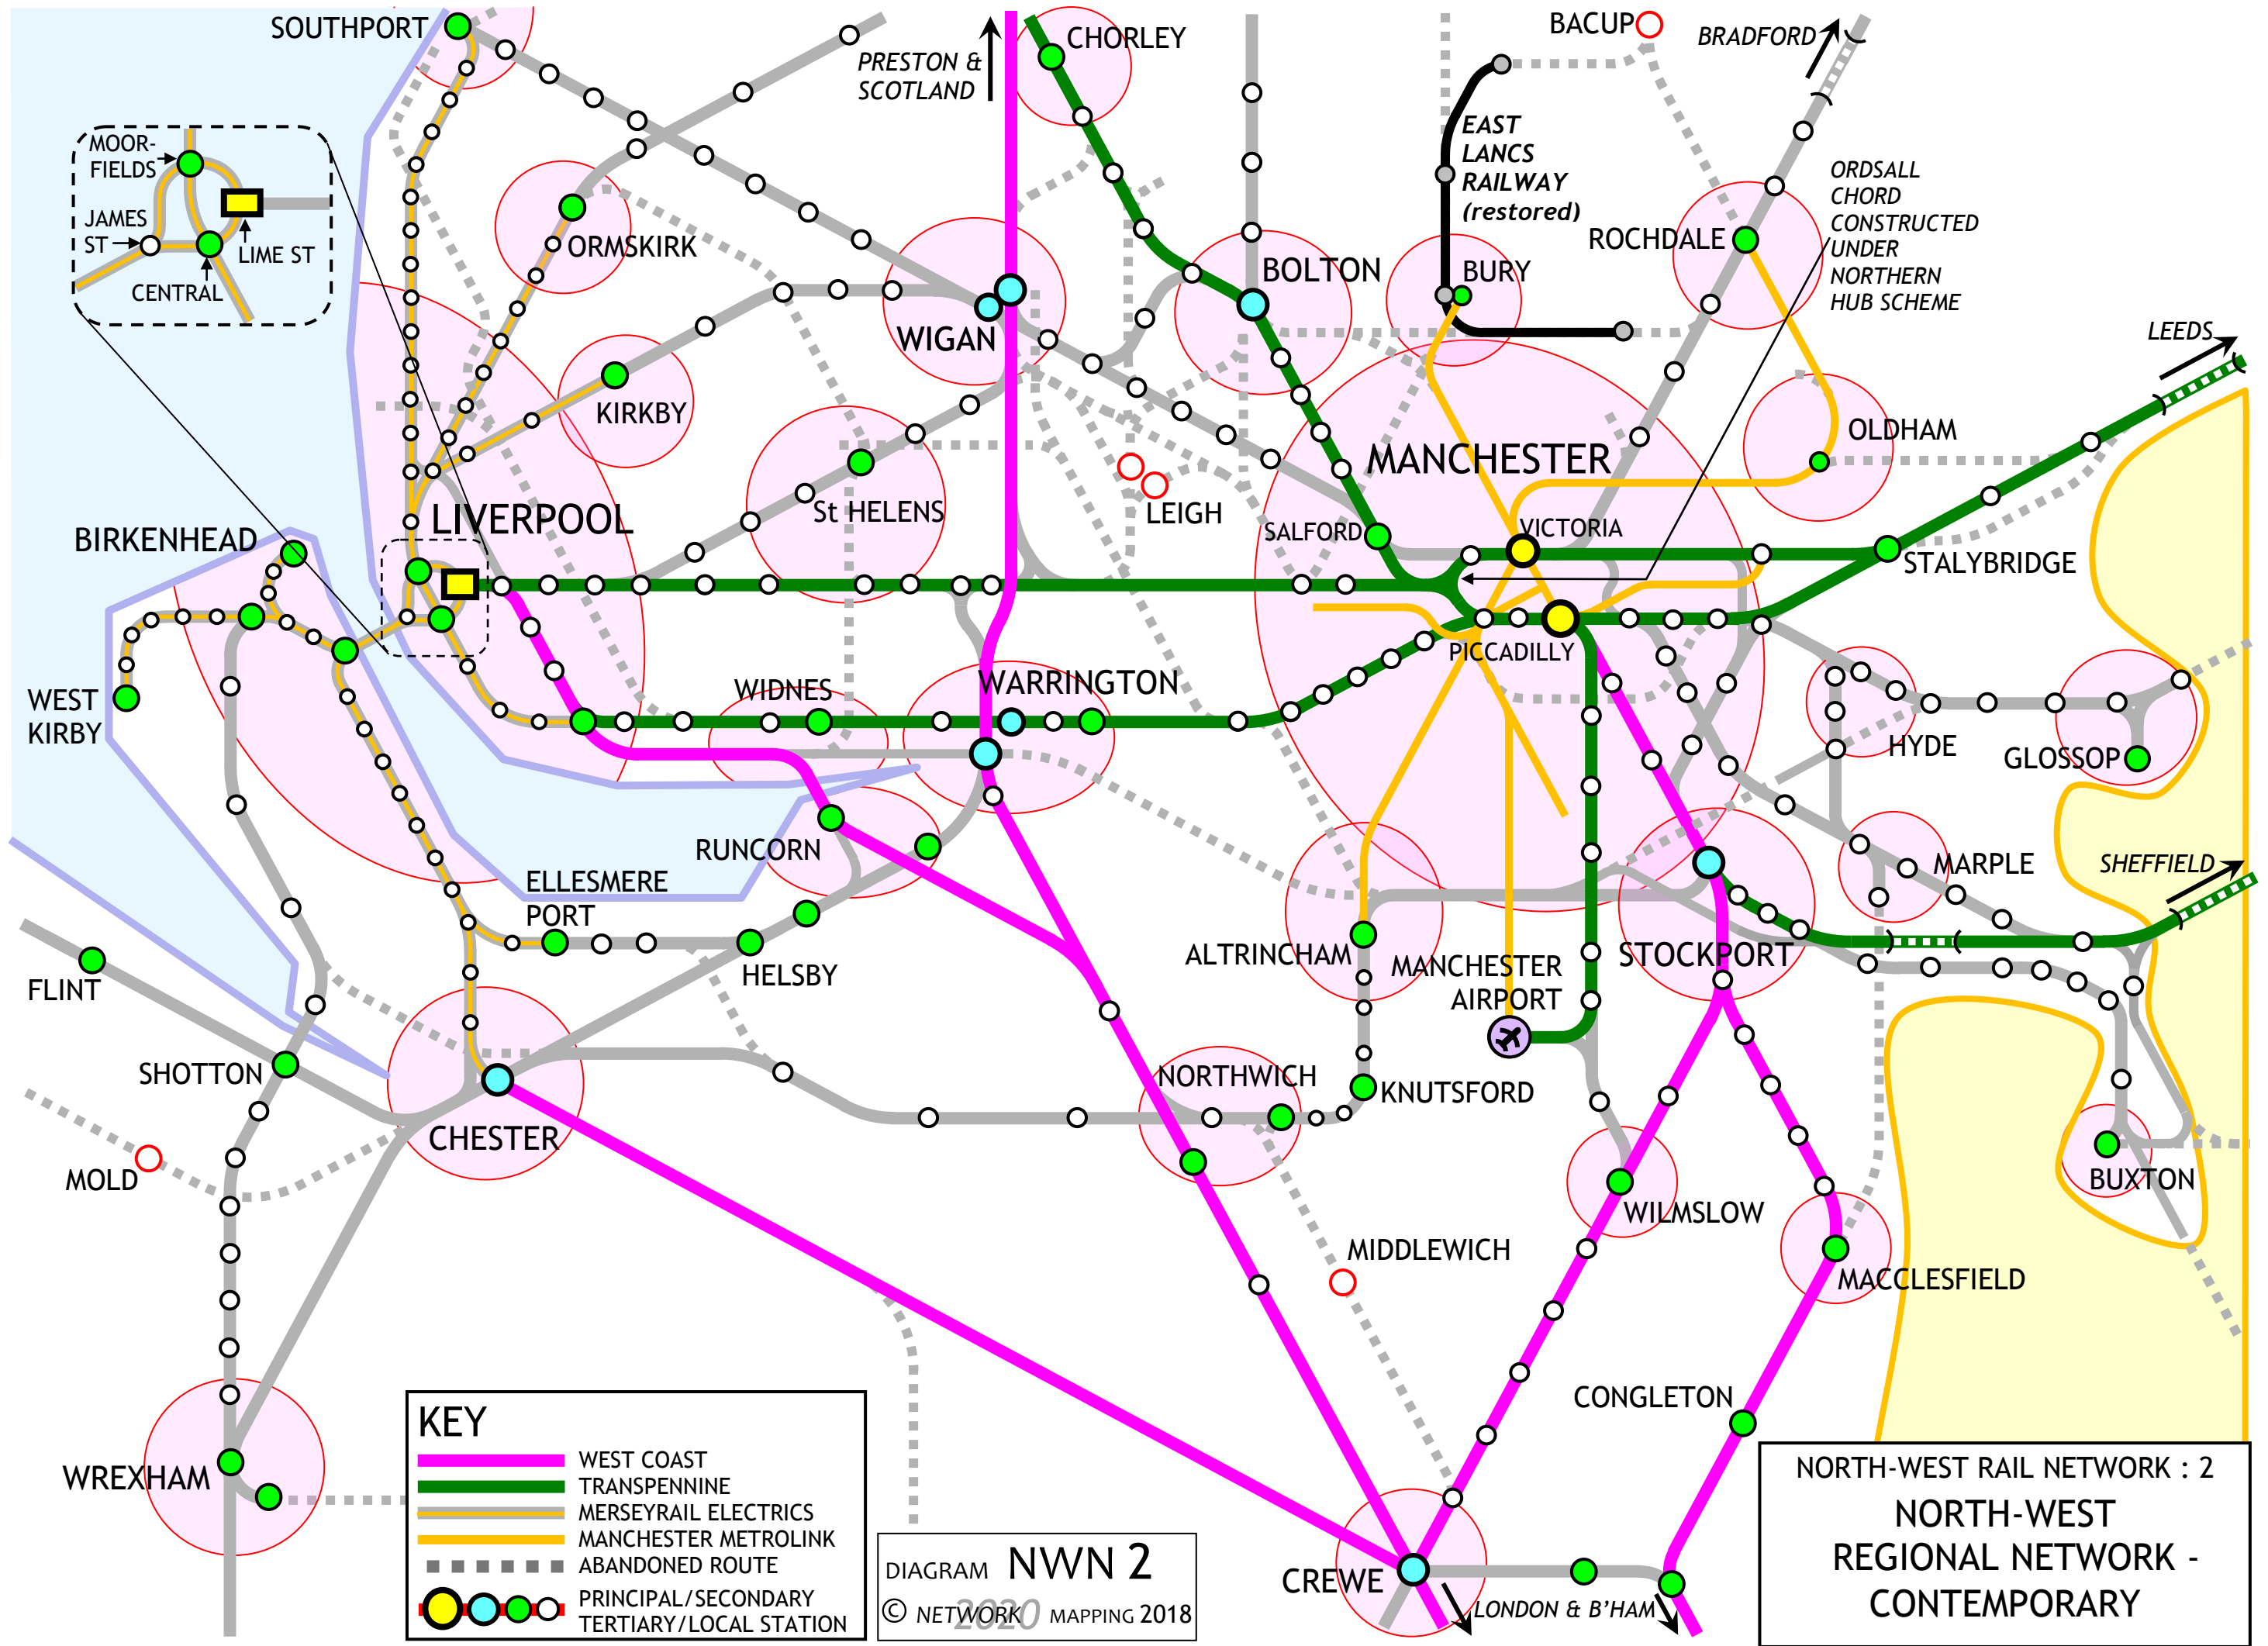 SOUTHPORT
PRESTON &
SCOTLAND
CHORLEY
BACUP
BRADFORD
MOOR-
FIELDS
JAMES
ST
LIME ST
CENTRAL
EAST
LANCS
RAILWAY
(restored)
ORDSALL
CHORD
CONSTRUCTED
UNDER
NORTHERN
HUB SCHEME
ORMSKIRK
ROCHDALE
BOLTON
BURY
WIGAN
LEEDS
KIRKBY
OLDHAM
MANCHESTER
St HELENS
LEIGH
LIVERPOOL
SALFORD
VICTORIA
BIRKENHEAD
STALYBRIDGE
PICCADILLY
WEST
KIRBY
WIDNES
WARRINGTON
HYDE
GLOSSOP
RUNCORN
MARPLE
SHEFFIELD
ELLESMERE
PORT
HELSBY
ALTRINCHAM
STOCKPORT
MANCHESTER
AIRPORT
FLINT
SHOTTON
NORTHWICH
KNUTSFORD
CHESTER
MOLD
BUXTON
WILMSLOW
MIDDLEWICH
MACCLESFIELD
CONGLETON
WREXHAM
CREWE
LONDON & B'HAM
KEY
WEST COAST
TRANSPENNINE
MERSEYRAIL ELECTRICS
MANCHESTER METROLINK
ABANDONED ROUTE
PRINCIPAL/SECONDARY
TERTIARY/LOCAL STATION
DIAGRAM NWN 2
© NETWORK 2020 MAPPING 2018
NORTH-WEST RAIL NETWORK : 2
NORTH-WEST
REGIONAL NETWORK -
CONTEMPORARY